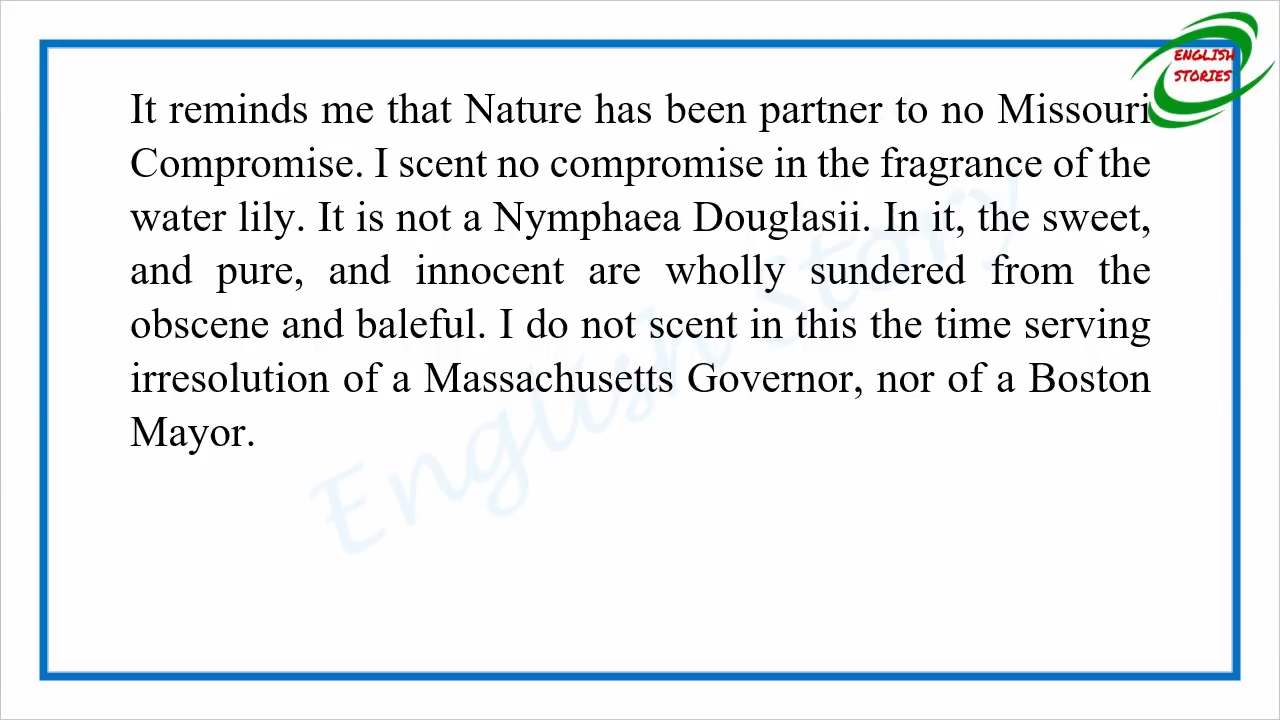 ENGLISH
STORIES
It reminds me that Nature has been partner to no Missouri
Compromise. I scent no compromise in the fragrance of the
water lily. It is not a Nymphaea Douglasii. In it, the sweet,
and pure, and innocent are wholly sundered from the
obscene and baleful. I do not scent in this the time serving
irresolution of a Massachusetts Governor, nor of a Boston
Mayor.
English Story